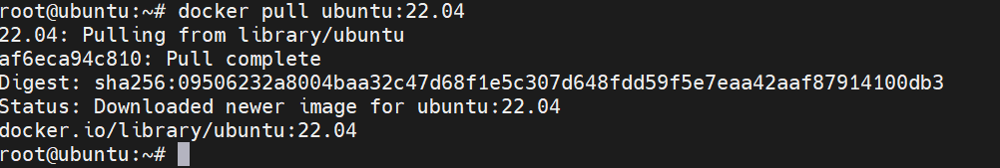 root@ubuntu:~# docker pull ubuntu:22.04
22.04: Pulling from library/ubuntu
af6eca94c810: Pull complete
Digest: sha256:09506232a8004baa32c47d68f1e5c307d648fdd59f5e7eaa42aaf87914100db3
Status: Downloaded newer image for ubuntu:22.04
docker.io/library/ubuntu:22.04
root@ubuntu:~#